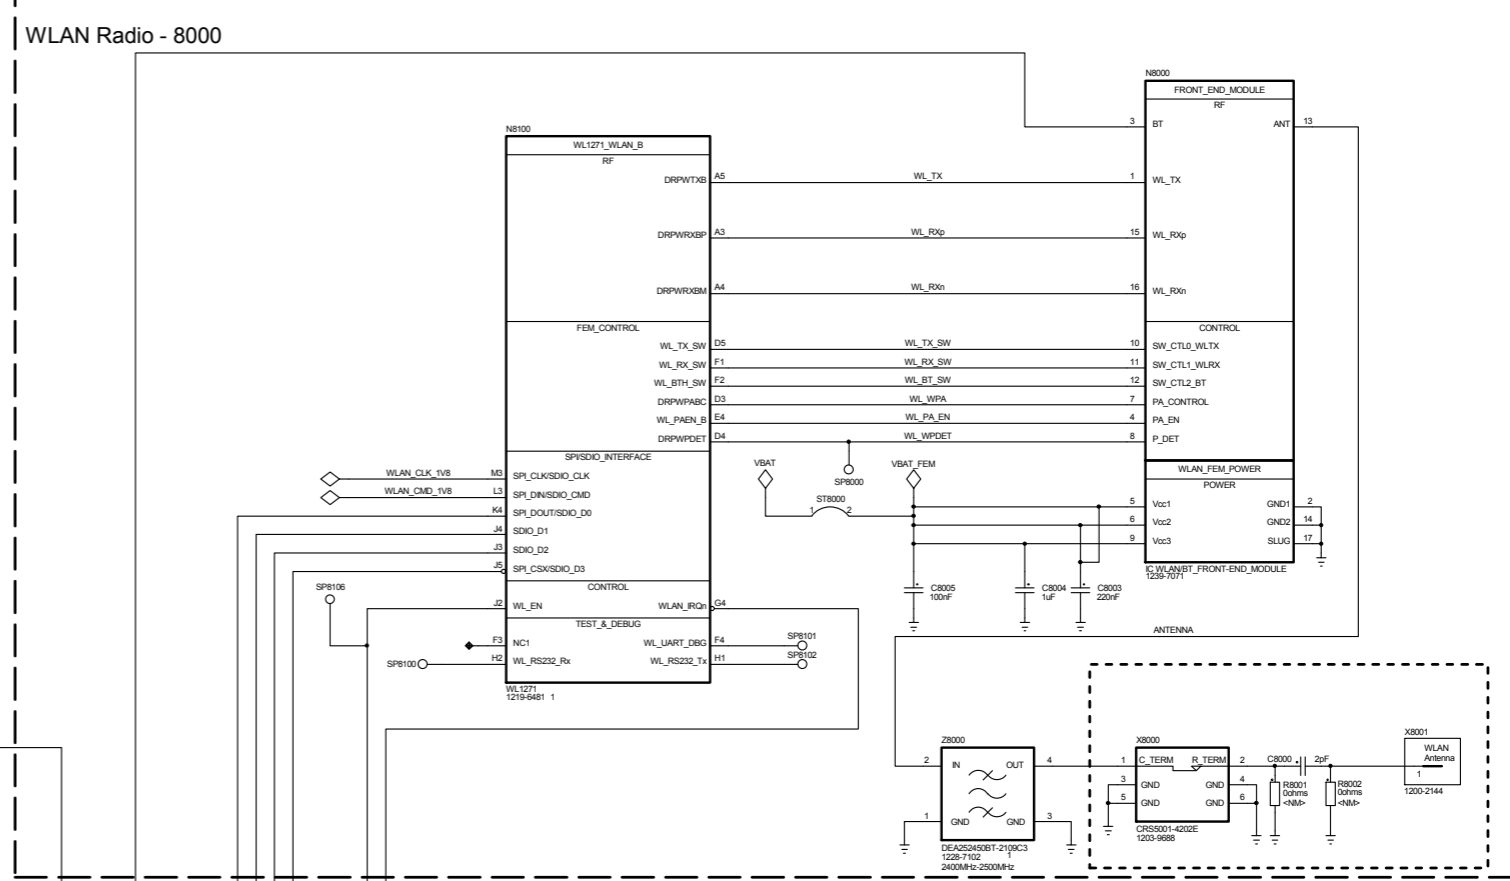 WLAN Radio - 8000
N8000
FRONT_END_MODULE
RF
3 BT ANT 13
N8100
WL1271_WLAN_B
RF
DRPWTXB A5 WL_TX 1 WL_TX
DRPWRXBP A3 WL_RXp 15 WL_RXp
DRPWRXBM A4 WL_RXn 16 WL_RXn
FEM_CONTROL CONTROL
WL_TX_SW D5 WL_TX_SW 10 SW_CTL0_WLTX
WL_RX_SW F1 WL_RX_SW 11 SW_CTL1_WLRX
WL_BTH_SW F2 WL_BT_SW 12 SW_CTL2_BT
DRPWPABC D3 WL_WPA 7 PA_CONTROL
WL_PAEN_B E4 WL_PA_EN 4 PA_EN
DRPWPDET D4 WL_WPDET 8 P_DET
SP8000
SPI/SDIO_INTERFACE
WLAN_CLK_1V8 M3 SPI_CLK/SDIO_CLK
WLAN_CMD_1V8 L3 SPI_DIN/SDIO_CMD
K4 SPI_DOUT/SDIO_D0
J4 SDIO_D1
J3 SDIO_D2
J5 SPI_CSX/SDIO_D3
VBAT VBAT_FEM
ST8000
1 2
WLAN_FEM_POWER
POWER
5 Vcc1 GND1 2
6 Vcc2 GND2 14
9 Vcc3 SLUG 17
IC WLAN/BT_FRONT-END_MODULE
1239-7071
C8005
100nF
C8004
1uF
C8003
220nF
CONTROL
SP8106
J2 WL_EN WLAN_IRQn G4
TEST_&_DEBUG
F3 NC1 WL_UART_DBG F4 SP8101
SP8100 H2 WL_RS232_Rx WL_RS232_Tx H1 SP8102
WL1271
1219-6481 1
ANTENNA
Z8000
2 IN OUT 4
1 GND GND 3
DEA252450BT-2109C3
1228-7102 1
2400MHz-2500MHz
X8000
1 C_TERM R_TERM 2
3 GND GND 4
5 GND GND 6
CRS5001-4202E
1203-9688
C8000 2pF
R8001
0ohms
<NM>
R8002
0ohms
<NM>
X8001
WLAN
Antenna
1
1200-2144